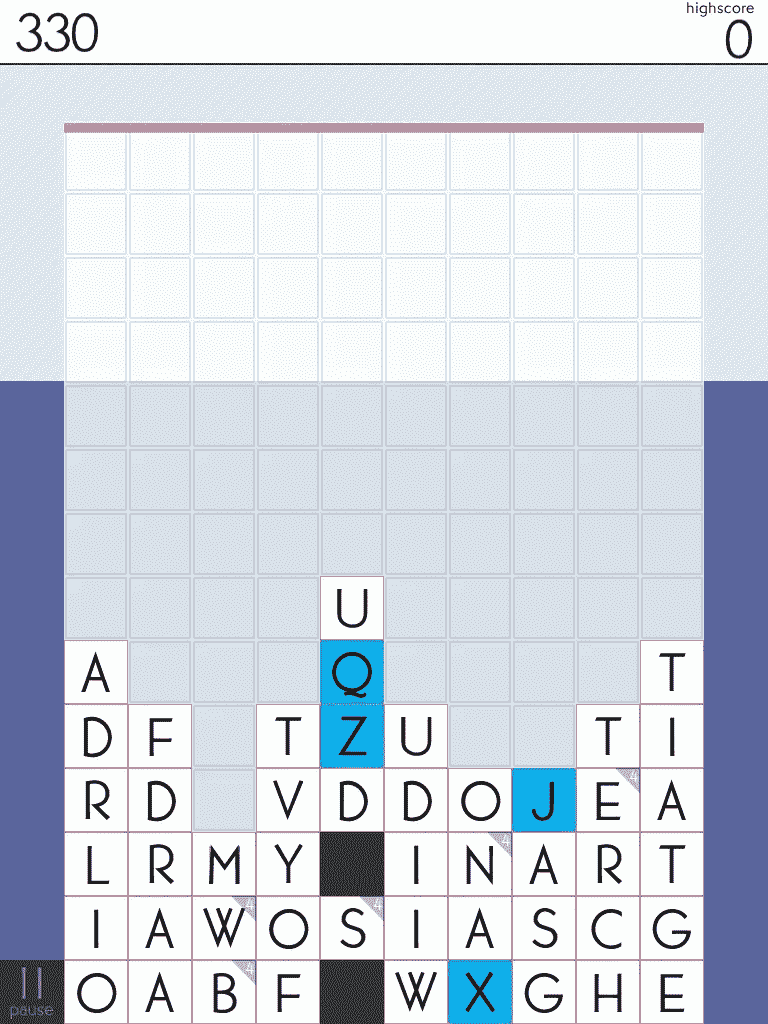 highscore
330 0
U
A Q T
D F T Z U T I
R D V D D O J E A
L R M Y I N A R T
I A W O S I A S C G
O A B F W X G H E
pause